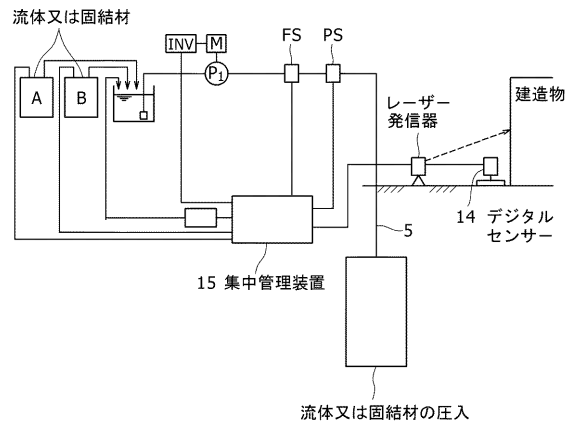 流体又は固結材
A
B
INV
M
P1
FS
PS
レーザー
発信器
建造物
14 デジタル
センサー
5
15 集中管理装置
流体又は固結材の圧入